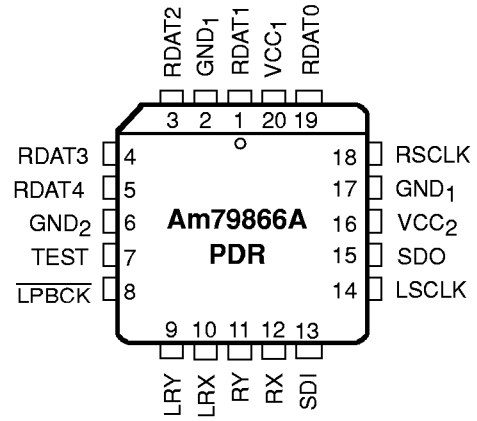 RDAT2
GND1
RDAT1
VCC1
RDAT0
3 2 1 20 19
RDAT3 4
RDAT4 5
GND2 6
TEST 7
L̅P̅B̅C̅K̅ 8
18 RSCLK
17 GND1
16 VCC2
15 SDO
14 LSCLK
Am79866A
PDR
9 10 11 12 13
LRY
LRX
RY
RX
SDI